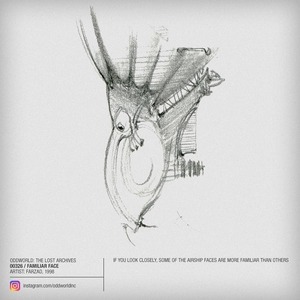 ODDWORLD: THE LOST ARCHIVES
00326 / FAMILIAR FACE
ARTIST: FARZAD, 1998
IF YOU LOOK CLOSELY, SOME OF THE AIRSHIP FACES ARE MORE FAMILIAR THAN OTHERS.
instagram.com/oddworldinc